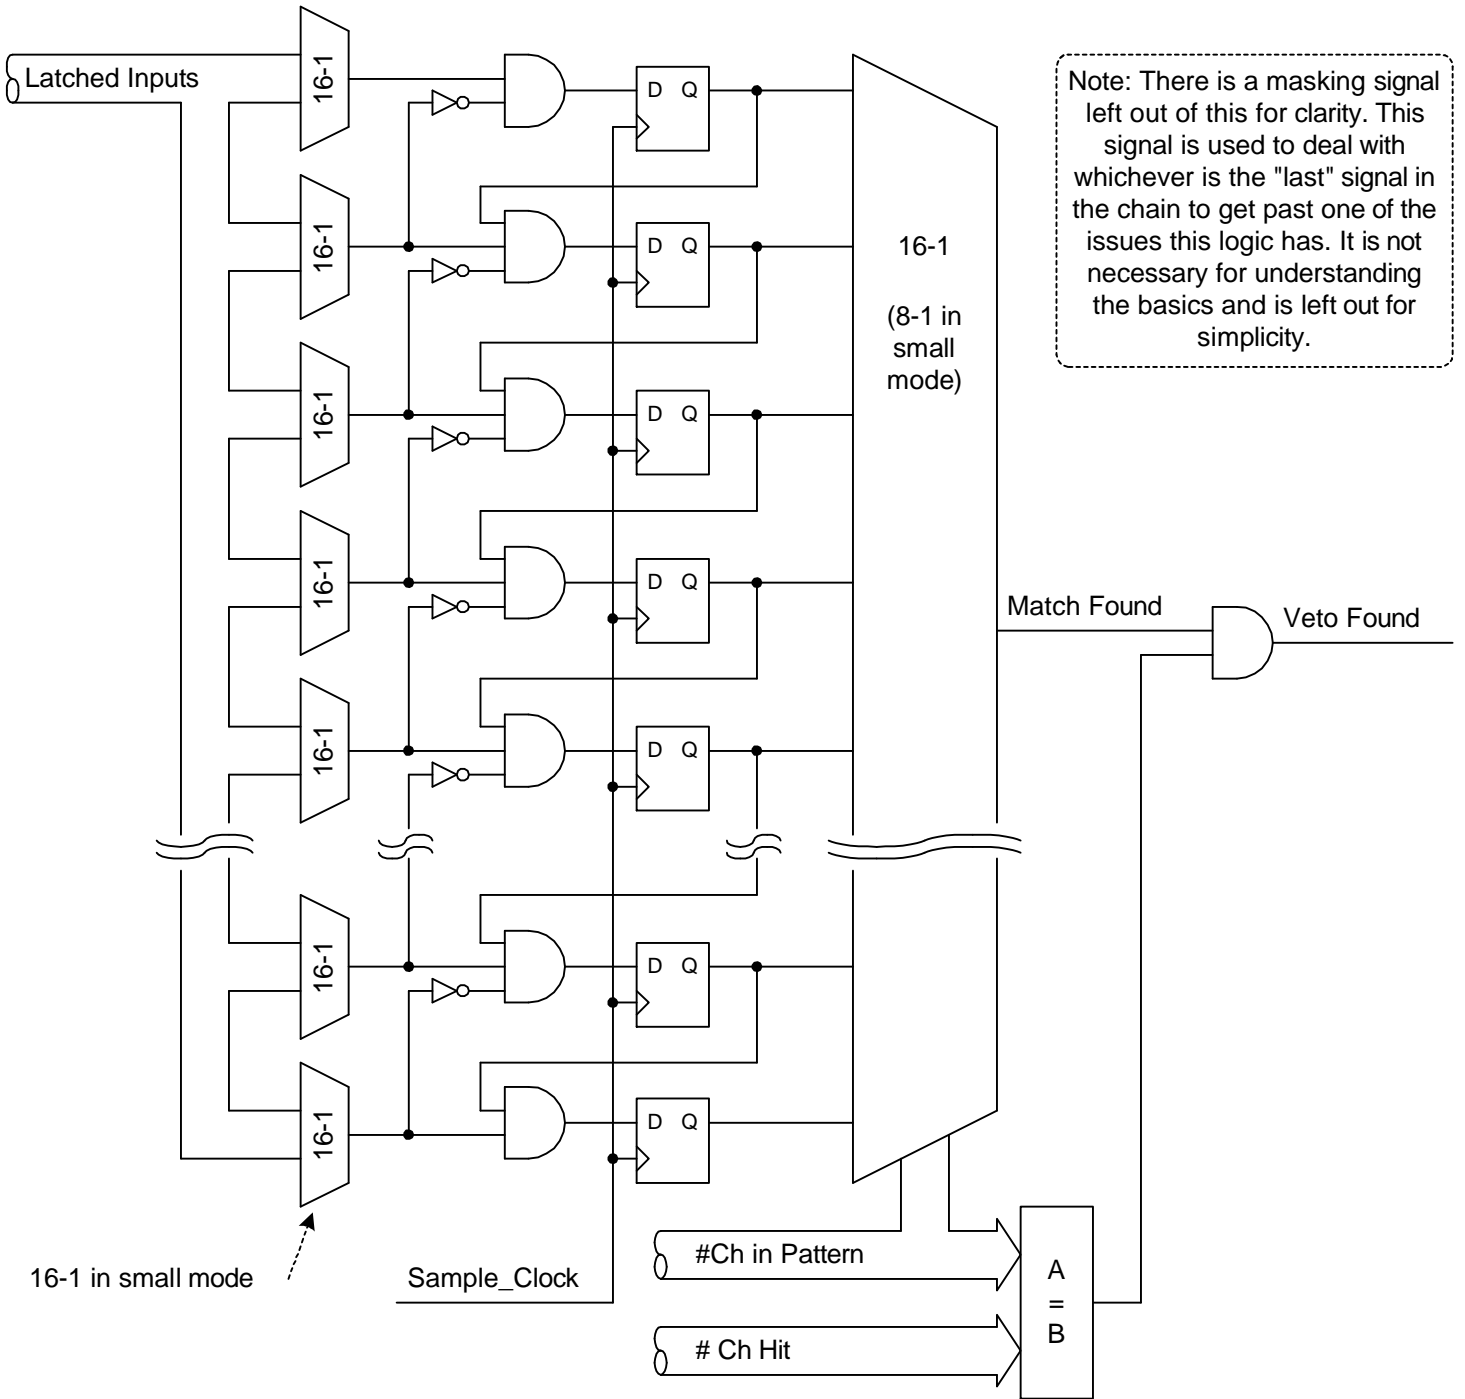 16-1
Latched Inputs
D Q
Note: There is a masking signal
left out of this for clarity. This
signal is used to deal with
whichever is the "last" signal in
the chain to get past one of the
issues this logic has. It is not
necessary for understanding
the basics and is left out for
simplicity.
16-1
D Q
16-1
(8-1 in
small
mode)
16-1
D Q
16-1
D Q
Match Found
Veto Found
16-1
D Q
16-1
D Q
16-1
D Q
#Ch in Pattern
16-1 in small mode
Sample_Clock
# Ch Hit
A
=
B